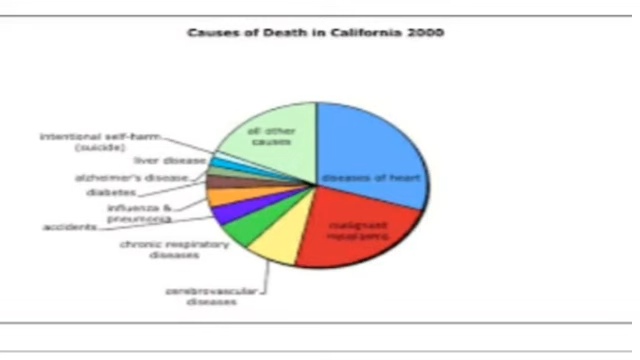 Causes of Death in California 2000
all other
causes
diseases of heart
malignant
neoplasms
intentional self-harm
(suicide)
liver disease
alzheimer's disease
diabetes
influenza &
pneumonia
accidents
chronic respiratory
diseases
cerebrovascular
diseases